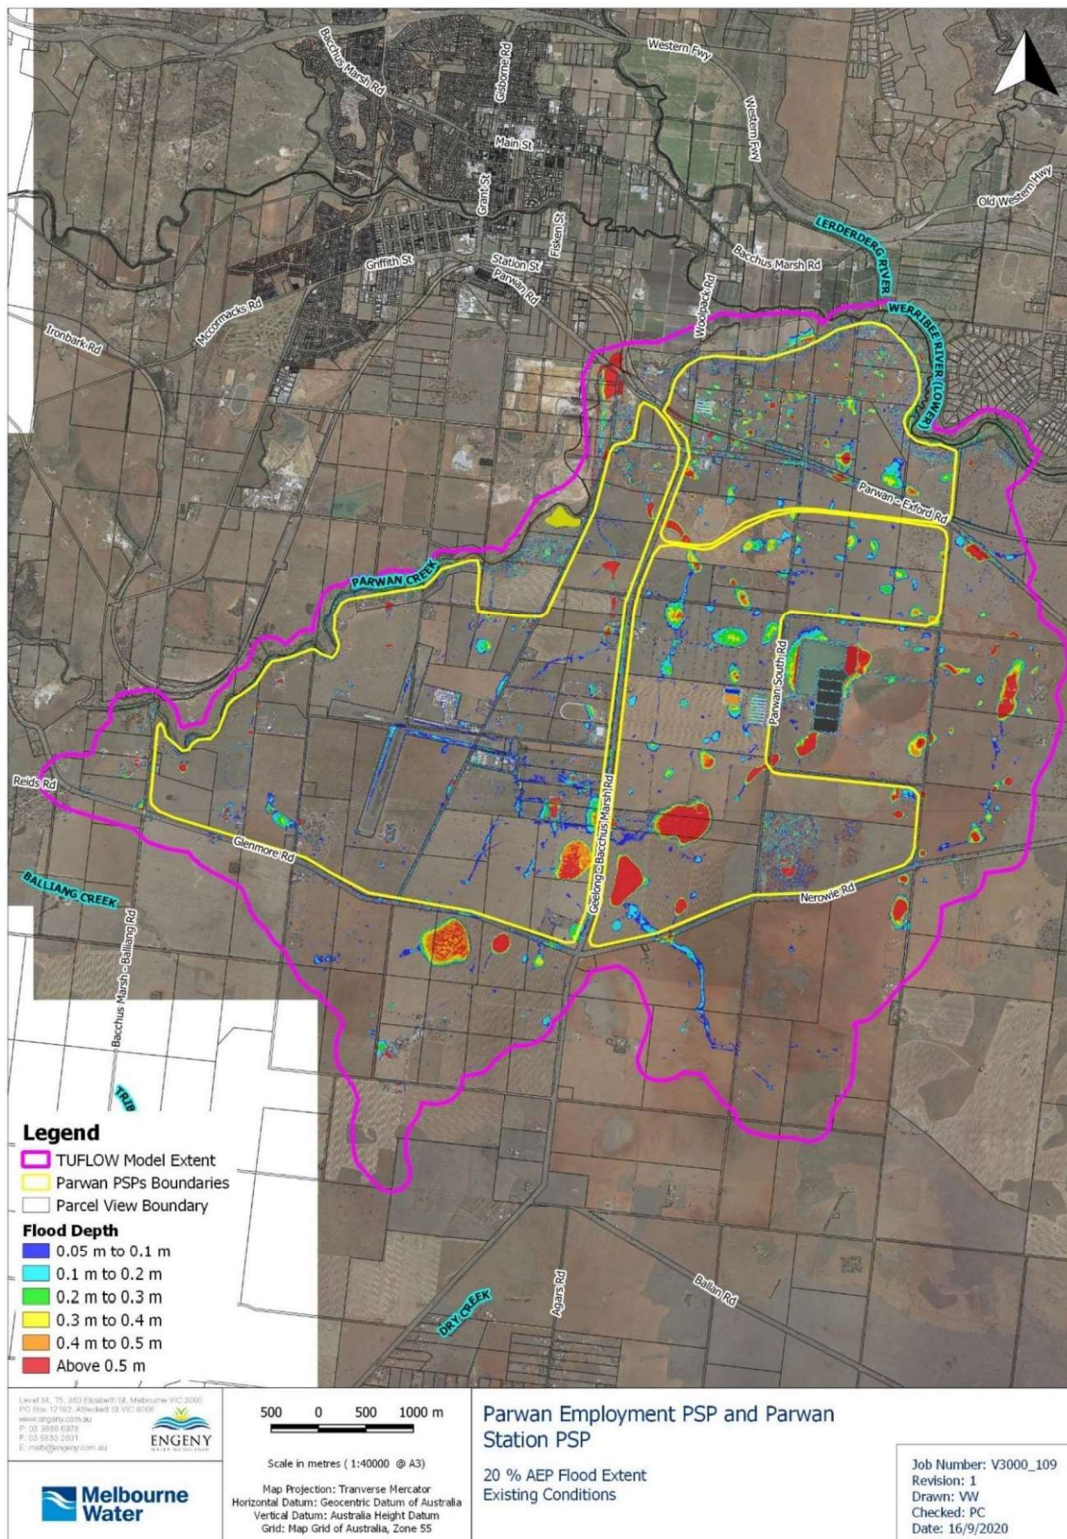 Bacchus Marsh Rd
Gisborne Rd
Western Fwy
Western Fwy
Main St
Old Western Hwy
Grant St
Fisken St
LERDERDERG RIVER
Bacchus Marsh Rd
Griffith St
Station St
Parwan Rd
Woolpack Rd
Mccormacks Rd
Ironbark Rd
WERRIBEE RIVER (LOWER)
Parwan - Exford Rd
PARWAN CREEK
Parwan South Rd
Reids Rd
Geelong - Bacchus Marsh Rd
Glenmore Rd
BALLIANG CREEK
Nerowie Rd
Bacchus Marsh - Balliang Rd
TRIB
Legend
TUFLOW Model Extent
Parwan PSPs Boundaries
Parcel View Boundary
Flood Depth
0.05 m to 0.1 m
0.1 m to 0.2 m
0.2 m to 0.3 m
0.3 m to 0.4 m
0.4 m to 0.5 m
Above 0.5 m
Agars Rd
Ballan Rd
DRY CREEK
www.engeny.com.au
ENGENY
Melbourne
Water
500 0 500 1000 m
Scale in metres ( 1:40000 @ A3)
Map Projection: Tranverse Mercator
Horizontal Datum: Geocentric Datum of Australia
Vertical Datum: Australia Height Datum
Grid: Map Grid of Australia, Zone 55
Parwan Employment PSP and Parwan
Station PSP
20 % AEP Flood Extent
Existing Conditions
Job Number: V3000_109
Revision: 1
Drawn: VW
Checked: PC
Date: 16/9/2020